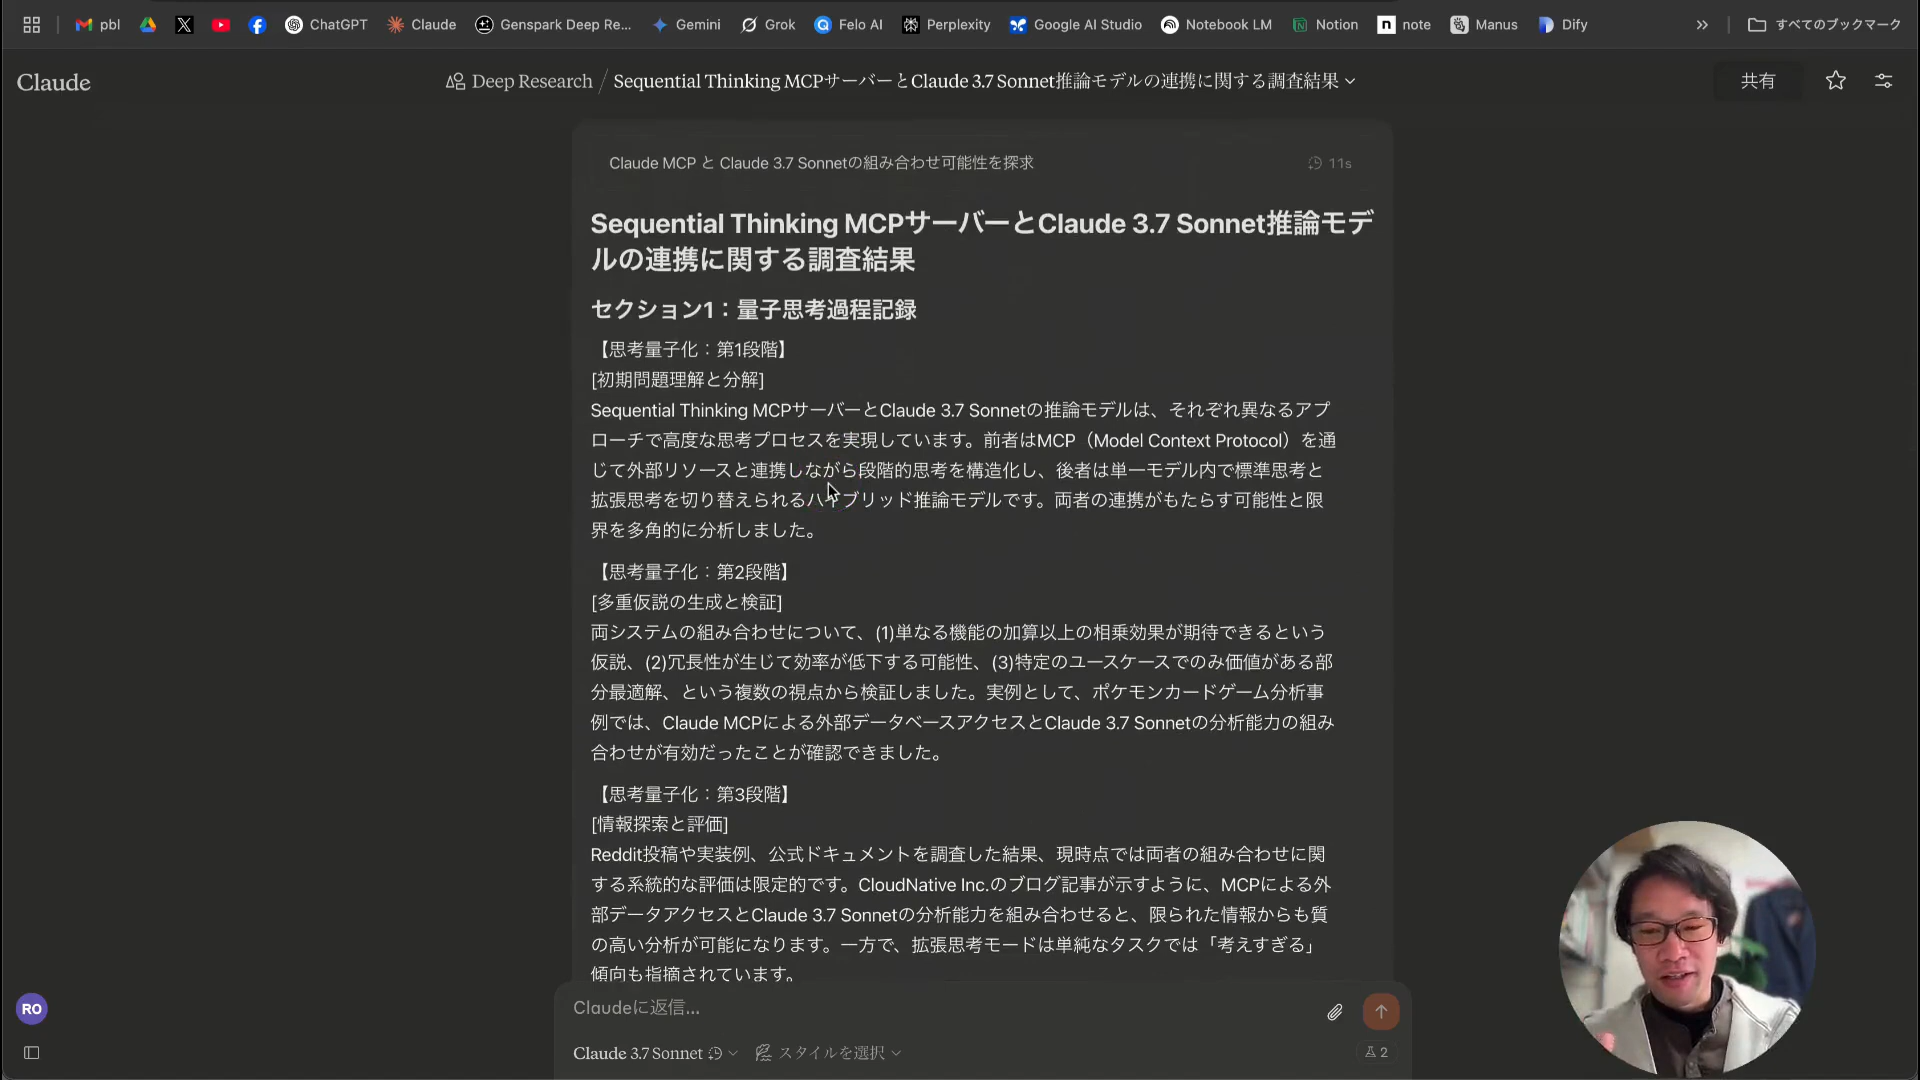 pbl
ChatGPT
Claude
Genspark Deep Re...
Gemini
Grok
Felo AI
Perplexity
Google AI Studio
Notebook LM
Notion
note
Manus
Dify
すべてのブックマーク
Claude
Deep Research / Sequential Thinking MCPサーバーとClaude 3.7 Sonnet推論モデルの連携に関する調査結果
共有
Claude MCP と Claude 3.7 Sonnetの組み合わせ可能性を探求
11s
Sequential Thinking MCPサーバーとClaude 3.7 Sonnet推論モデ
ルの連携に関する調査結果
セクション1：量子思考過程記録
【思考量子化：第1段階】
[初期問題理解と分解]
Sequential Thinking MCPサーバーとClaude 3.7 Sonnetの推論モデルは、それぞれ異なるアプ
ローチで高度な思考プロセスを実現しています。前者はMCP（Model Context Protocol）を通
じて外部リソースと連携しながら段階的思考を構造化し、後者は単一モデル内で標準思考と
拡張思考を切り替えられるハイブリッド推論モデルです。両者の連携がもたらす可能性と限
界を多角的に分析しました。
【思考量子化：第2段階】
[多重仮説の生成と検証]
両システムの組み合わせについて、(1)単なる機能の加算以上の相乗効果が期待できるという
仮説、(2)冗長性が生じて効率が低下する可能性、(3)特定のユースケースでのみ価値がある部
分最適解、という複数の視点から検証しました。実例として、ポケモンカードゲーム分析事
例では、Claude MCPによる外部データベースアクセスとClaude 3.7 Sonnetの分析能力の組み
合わせが有効だったことが確認できました。
【思考量子化：第3段階】
[情報探索と評価]
Reddit投稿や実装例、公式ドキュメントを調査した結果、現時点では両者の組み合わせに関
する系統的な評価は限定的です。CloudNative Inc.のブログ記事が示すように、MCPによる外
部データアクセスとClaude 3.7 Sonnetの分析能力を組み合わせると、限られた情報からも質
の高い分析が可能になります。一方で、拡張思考モードは単純なタスクでは「考えすぎる」
傾向も指摘されています。
Claudeに返信...
Claude 3.7 Sonnet
スタイルを選択
2
RO